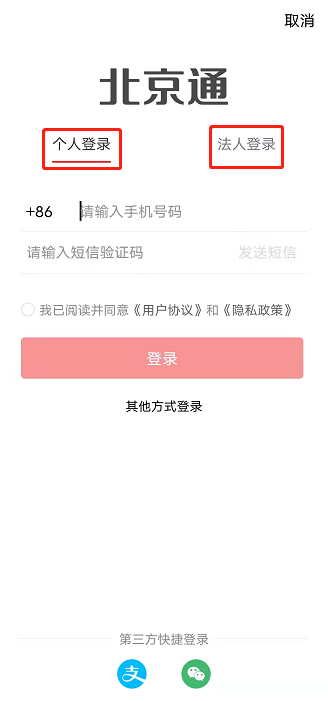 取消
北京通
个人登录 法人登录
+86 请输入手机号码
请输入短信验证码 发送短信
我已阅读并同意《用户协议》和《隐私政策》
登录
其他方式登录
第三方快捷登录
支